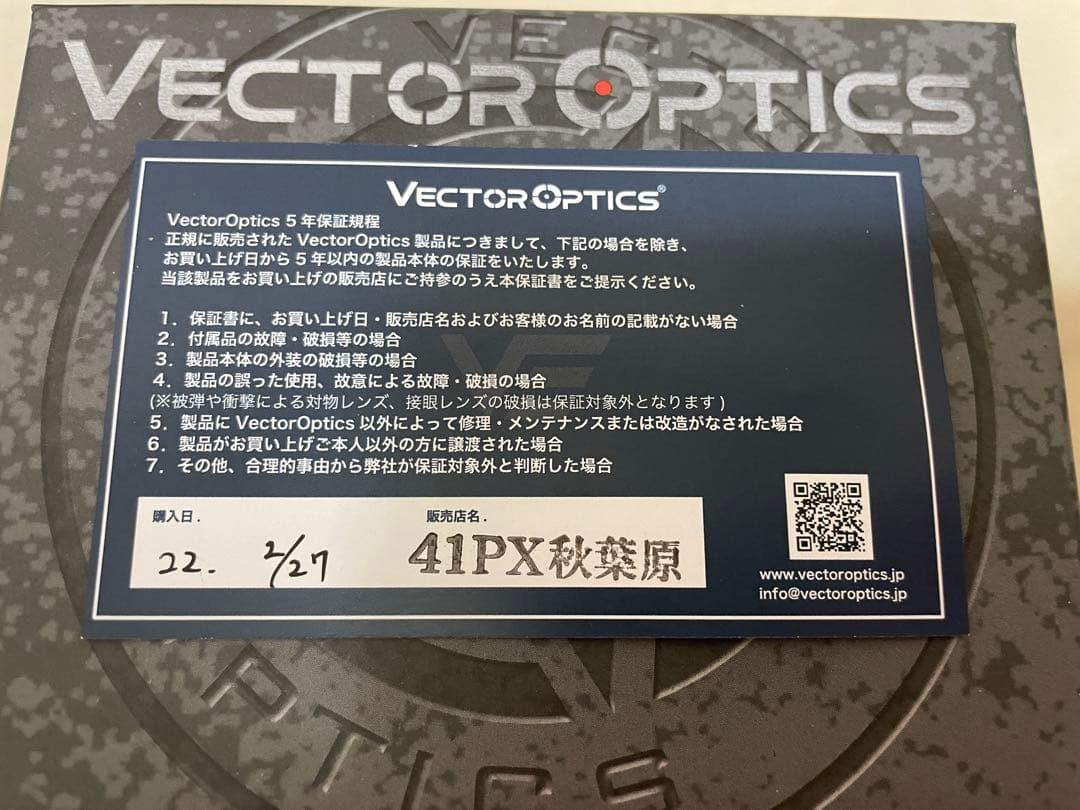 VECTOR OPTICS
VEC
VECTOR OPTICS®
VectorOptics 5 年保証規程
正規に販売された VectorOptics 製品につきまして、下記の場合を除き、
お買い上げ日から 5 年以内の製品本体の保証をいたします。
当該製品をお買い上げの販売店にご持参のうえ本保証書をご提示ください。
1．保証書に、お買い上げ日・販売店名およびお客様のお名前の記載がない場合
2．付属品の故障・破損等の場合
3．製品本体の外装の破損等の場合
4．製品の誤った使用、故意による故障・破損の場合
(※被弾や衝撃による対物レンズ、接眼レンズの破損は保証対象外となります )
5．製品に VectorOptics 以外によって修理・メンテナンスまたは改造がなされた場合
6．製品がお買い上げご本人以外の方に譲渡された場合
7．その他、合理的事由から弊社が保証対象外と判断した場合
購入日 . 販売店名 .
22. 2/27 41PX秋葉原
www.vectoroptics.jp
info@vectoroptics.jp
PTICS